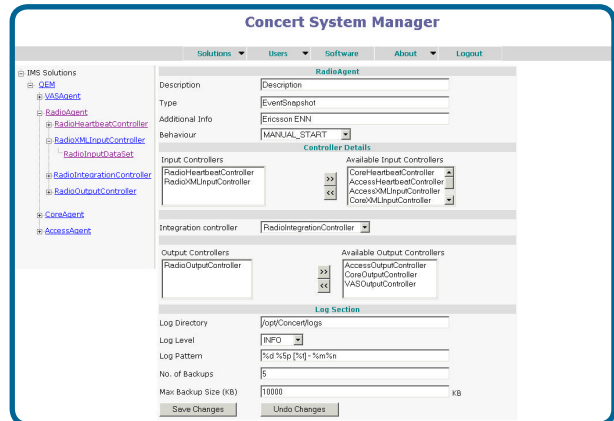 Concert System Manager
Solutions Users Software About Logout
IMS Solutions
QEM
VASAgent
RadioAgent
RadioHeartbeatController
RadioXMLInputController
RadioInputDataSet
RadioIntegrationController
RadioOutputController
CoreAgent
AccessAgent
RadioAgent
Description Description
Type EventSnapshot
Additional Info Ericsson ENN
Behaviour MANUAL_START
Controller Details
Input Controllers Available Input Controllers
RadioHeartbeatController
RadioXMLInputController
>>
<<
CoreHeartbeatController
AccessHeartbeatController
AccessXMLInputController
CoreXMLInputController
Integration controller RadioIntegrationController
Output Controllers Available Output Controllers
RadioOutputController
>>
<<
AccessOutputController
CoreOutputController
VASOutputController
Log Section
Log Directory /opt/Concert/logs
Log Level INFO
Log Pattern %d %5p [%t] - %m%n
No. of Backups 5
Max Backup Size (KB) 10000 KB
Save Changes Undo Changes